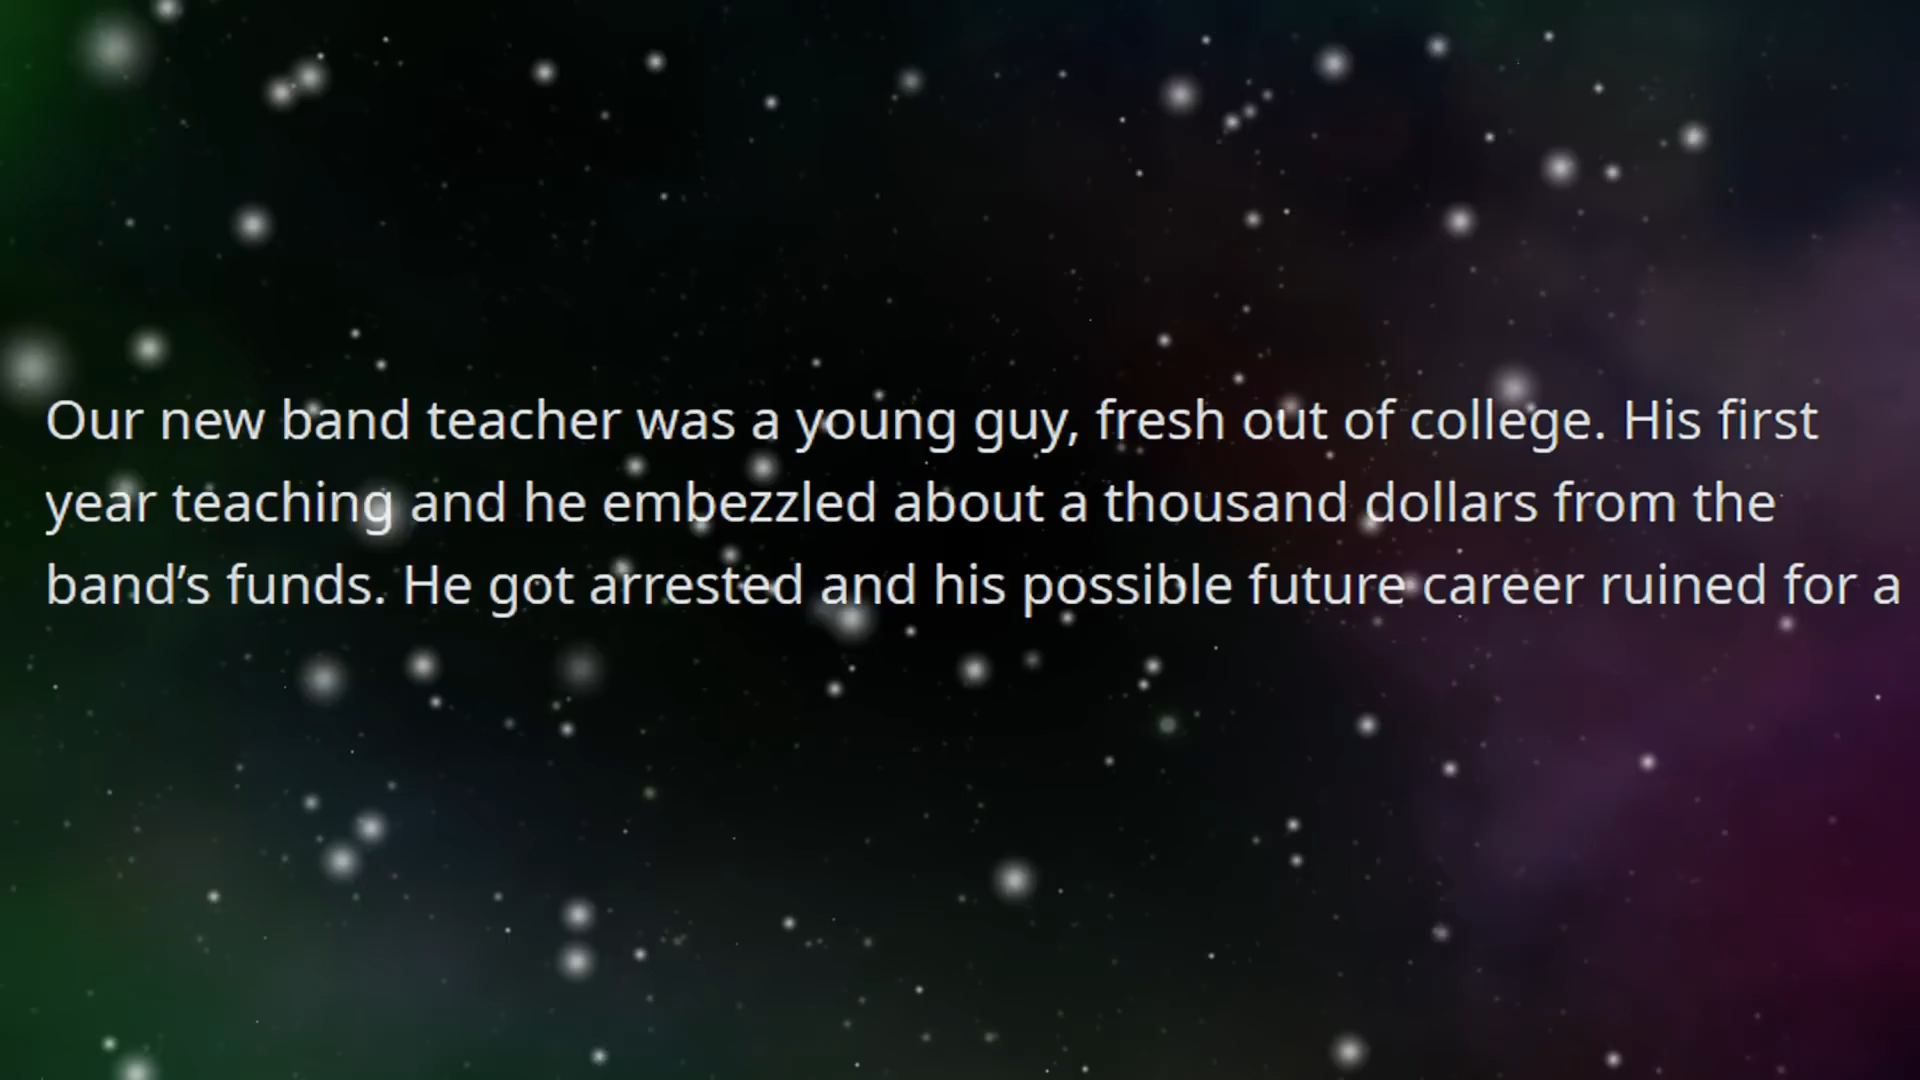 Our new band teacher was a young guy, fresh out of college. His first
year teaching and he embezzled about a thousand dollars from the
band’s funds. He got arrested and his possible future career ruined for a